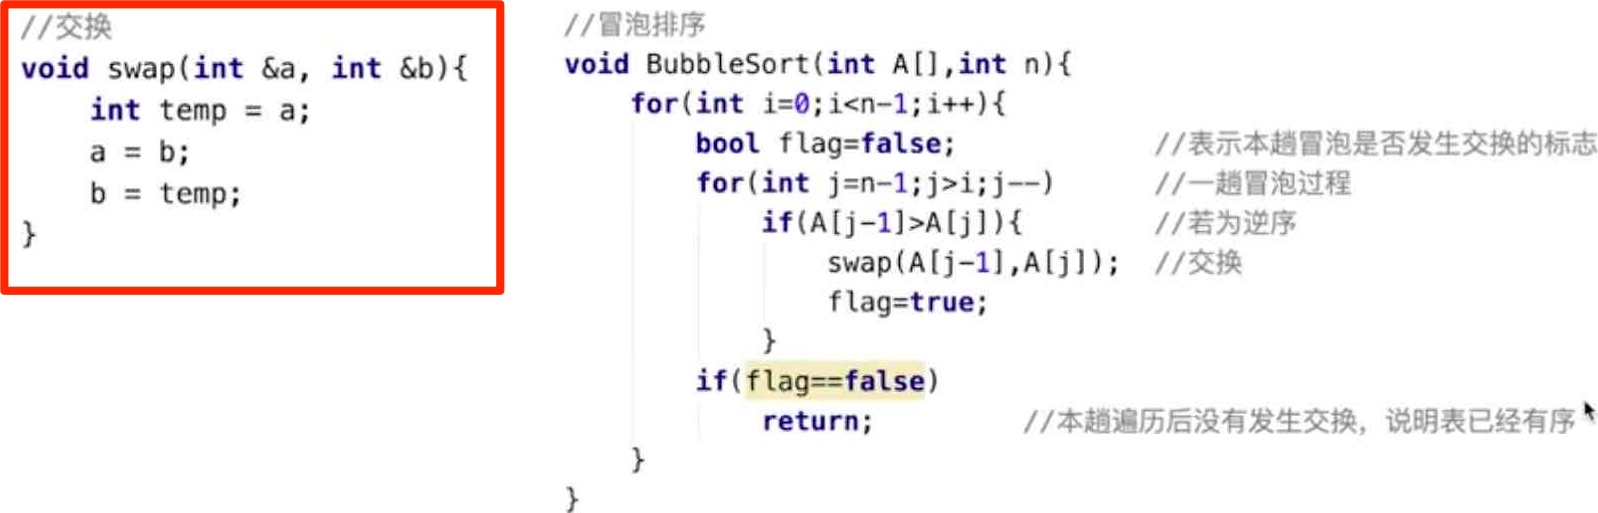 //交换
void swap(int &a, int &b){
    int temp = a;
    a = b;
    b = temp;
}
//冒泡排序
void BubbleSort(int A[],int n){
    for(int i=0;i<n-1;i++){
        bool flag=false;            //表示本趟冒泡是否发生交换的标志
        for(int j=n-1;j>i;j--)      //一趟冒泡过程
            if(A[j-1]>A[j]){        //若为逆序
                swap(A[j-1],A[j]);  //交换
                flag=true;
            }
        if(flag==false)
            return;         //本趟遍历后没有发生交换，说明表已经有序
    }
}